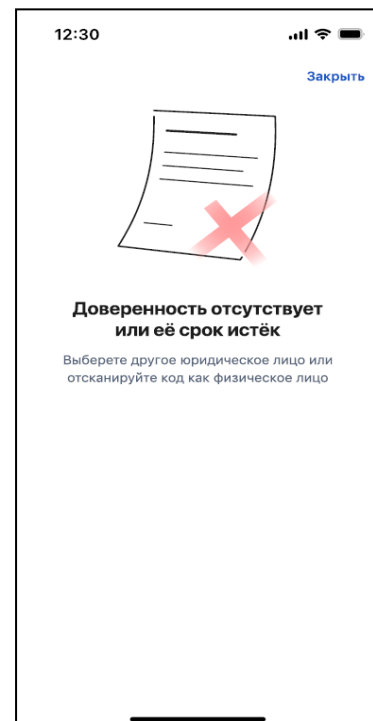 12:30
Закрыть
Доверенность отсутствует
или её срок истёк
Выберете другое юридическое лицо или
отсканируйте код как физическое лицо